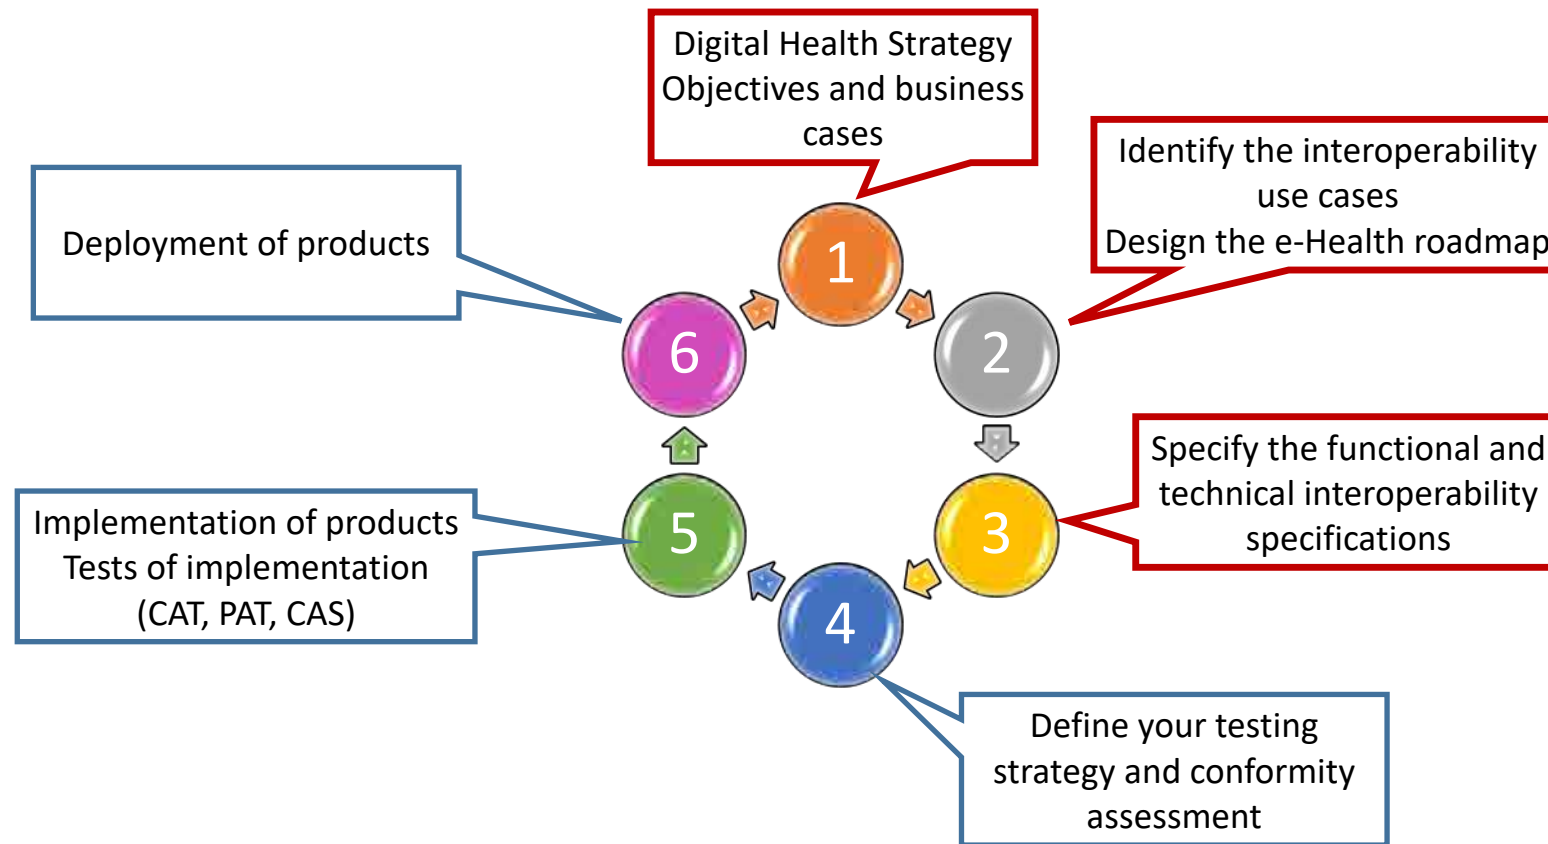 Digital Health Strategy
Objectives and business
cases
1
Identify the interoperability
use cases
Design the e-Health roadmap
2
Specify the functional and
technical interoperability
specifications
3
Define your testing
strategy and conformity
assessment
4
Implementation of products
Tests of implementation
(CAT, PAT, CAS)
5
Deployment of products
6